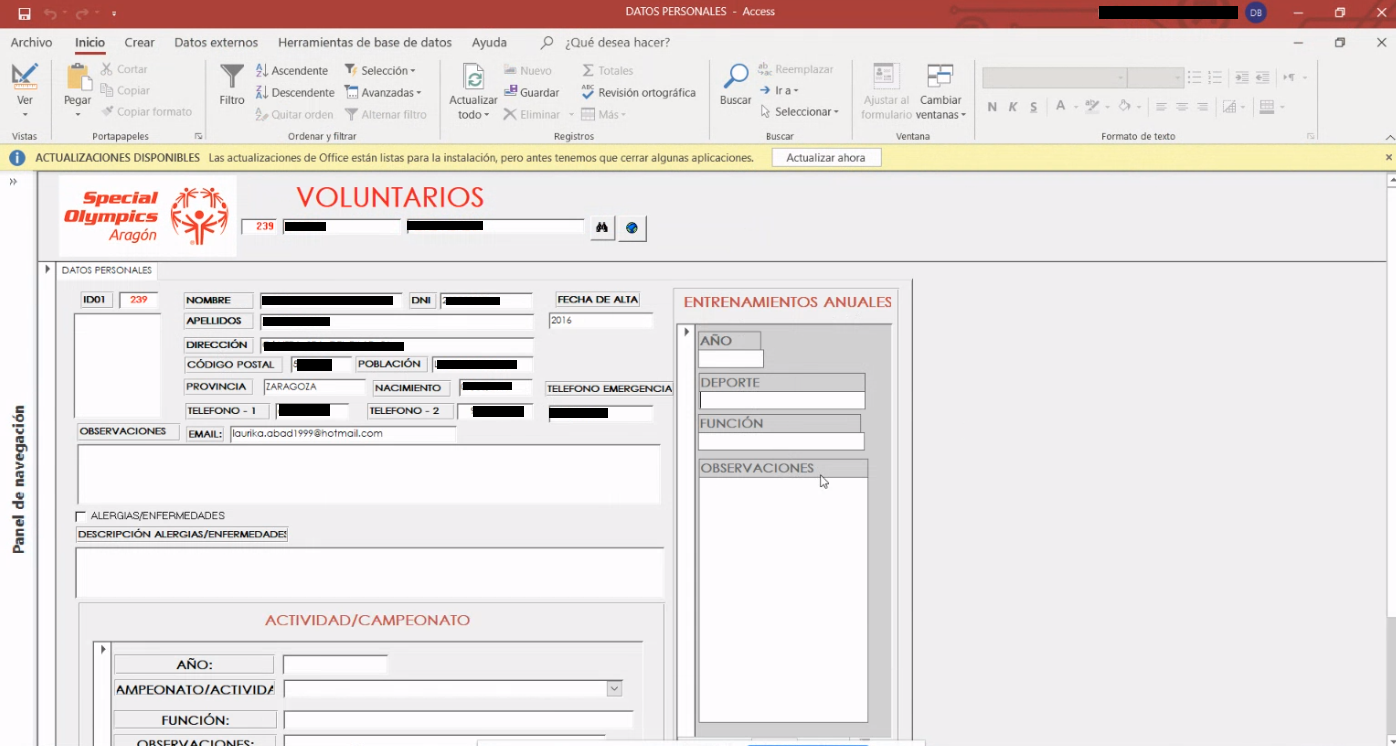 DATOS PERSONALES - Access
DB
Archivo Inicio Crear Datos externos Herramientas de base de datos Ayuda ¿Qué desea hacer?
Ver Pegar Cortar Copiar Copiar formato
Filtro Ascendente Descendente Quitar orden Selección Avanzadas Alternar filtro
Actualizar todo Nuevo Guardar Eliminar Totales Revisión ortográfica Más
Buscar Reemplazar Ir a Seleccionar
Ajustar al formulario Cambiar ventanas
N K S A
Vistas Portapapeles Ordenar y filtrar Registros Buscar Ventana Formato de texto
ACTUALIZACIONES DISPONIBLES Las actualizaciones de Office están listas para la instalación, pero antes tenemos que cerrar algunas aplicaciones. Actualizar ahora
Panel de navegación
Special
Olympics
Aragón
VOLUNTARIOS
239
DATOS PERSONALES
ID01 239 NOMBRE DNI FECHA DE ALTA
APELLIDOS 2016
DIRECCIÓN
CÓDIGO POSTAL POBLACIÓN
PROVINCIA ZARAGOZA NACIMIENTO TELEFONO EMERGENCIA
TELEFONO - 1 TELEFONO - 2
OBSERVACIONES EMAIL: laurika.abad1999@hotmail.com
ALERGIAS/ENFERMEDADES
DESCRIPCIÓN ALERGIAS/ENFERMEDADES
ENTRENAMIENTOS ANUALES
AÑO
DEPORTE
FUNCIÓN
OBSERVACIONES
ACTIVIDAD/CAMPEONATO
AÑO:
AMPEONATO/ACTIVIDA
FUNCIÓN:
OBSERVACIONES: